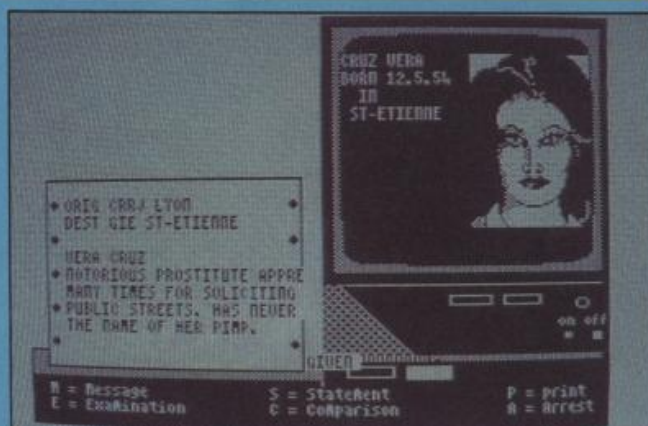 CRUZ VERA
BORN 12.5.54
IN
ST-ETIENNE
ORIG CRRJ LYON
DEST GIE ST-ETIENNE
VERA CRUZ
NOTORIOUS PROSTITUTE APPRE
MANY TIMES FOR SOLICITING
PUBLIC STREETS. HAS NEVER
THE NAME OF HER PIMP.
GIVEN
on off
M = Message
S = Statement
P = print
E = Examination
C = Comparison
A = Arrest